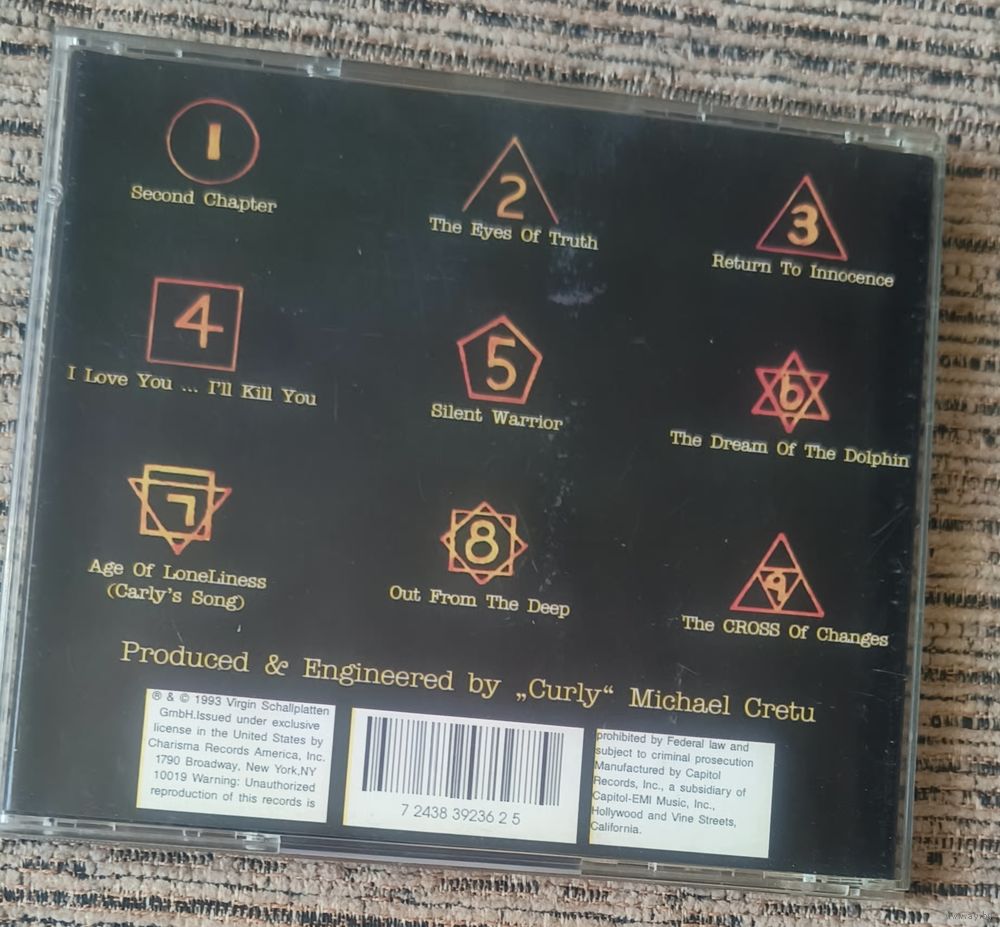 1
Second Chapter
2
The Eyes Of Truth
3
Return To Innocence
4
I Love You ... I'll Kill You
5
Silent Warrior
6
The Dream Of The Dolphin
7
Age Of LoneLiness
(Carly's Song)
8
Out From The Deep
9
The CROSS Of Changes
Produced & Engineered by „Curly“ Michael Cretu
℗ & © 1993 Virgin Schallplatten
GmbH.Issued under exclusive
license in the United States by
Charisma Records America, Inc.
1790 Broadway, New York,NY
10019 Warning: Unauthorized
reproduction of this records is
7 2438 39236 2 5
prohibited by Federal law and
subject to criminal prosecution
Manufactured by Capitol
Records, Inc., a subsidiary of
Capitol-EMI Music, Inc.,
Hollywood and Vine Streets,
California.